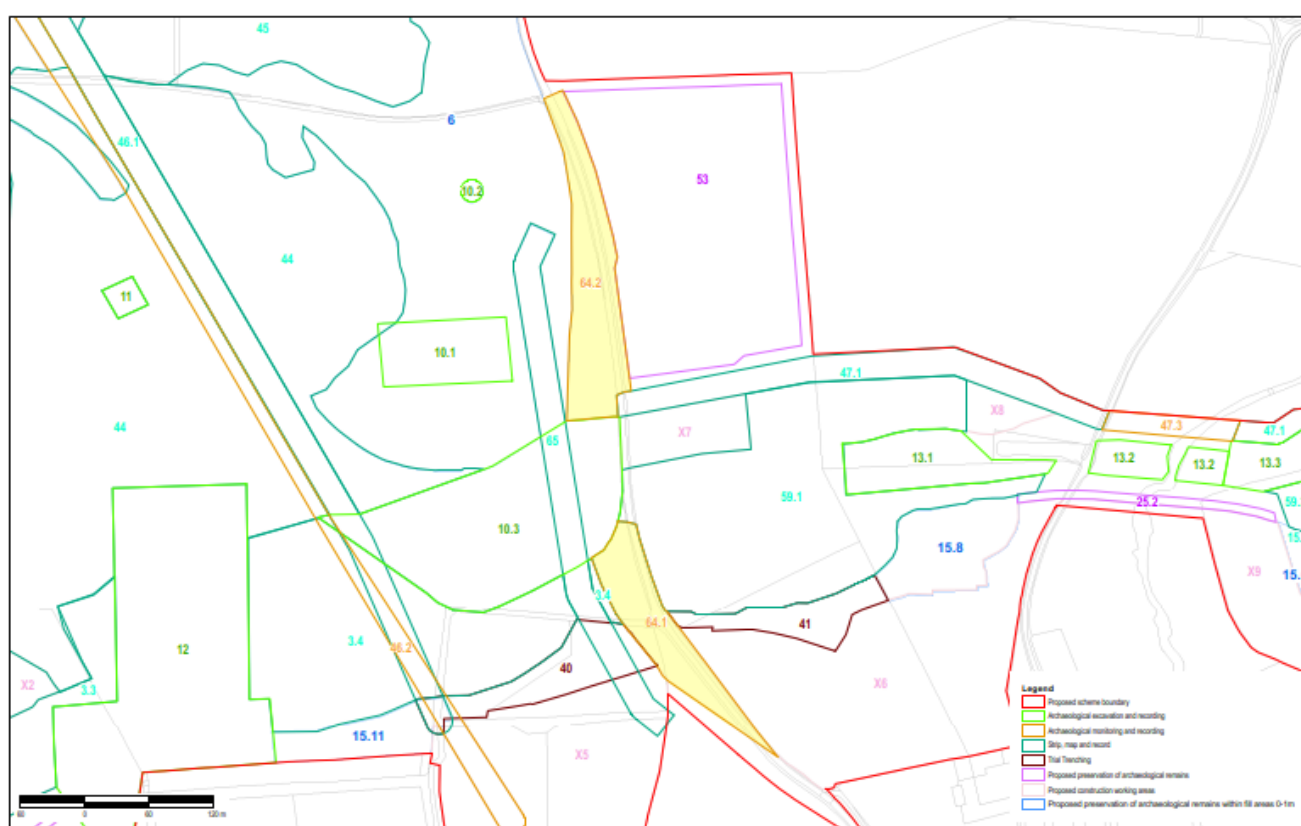 45
6
46.1
53
10.2
44
64.2
11
10.1
47.1
X8
47.3
47.1
44
65
X7
13.1
13.2
13.2
13.3
59.1
25.2
10.3
15.8
X9
3.4
64.1
41
12
3.4
46.2
40
X2
3.3
X6
15.11
X5
Legend
Proposed scheme boundary
Archaeological excavation and recording
Archaeological monitoring and recording
Strip, map and record
Trial Trenching
Proposed preservation of archaeological remains
Proposed construction working areas
Proposed preservation of archaeological remains within fill areas 0-1m
60 0 60 120 m